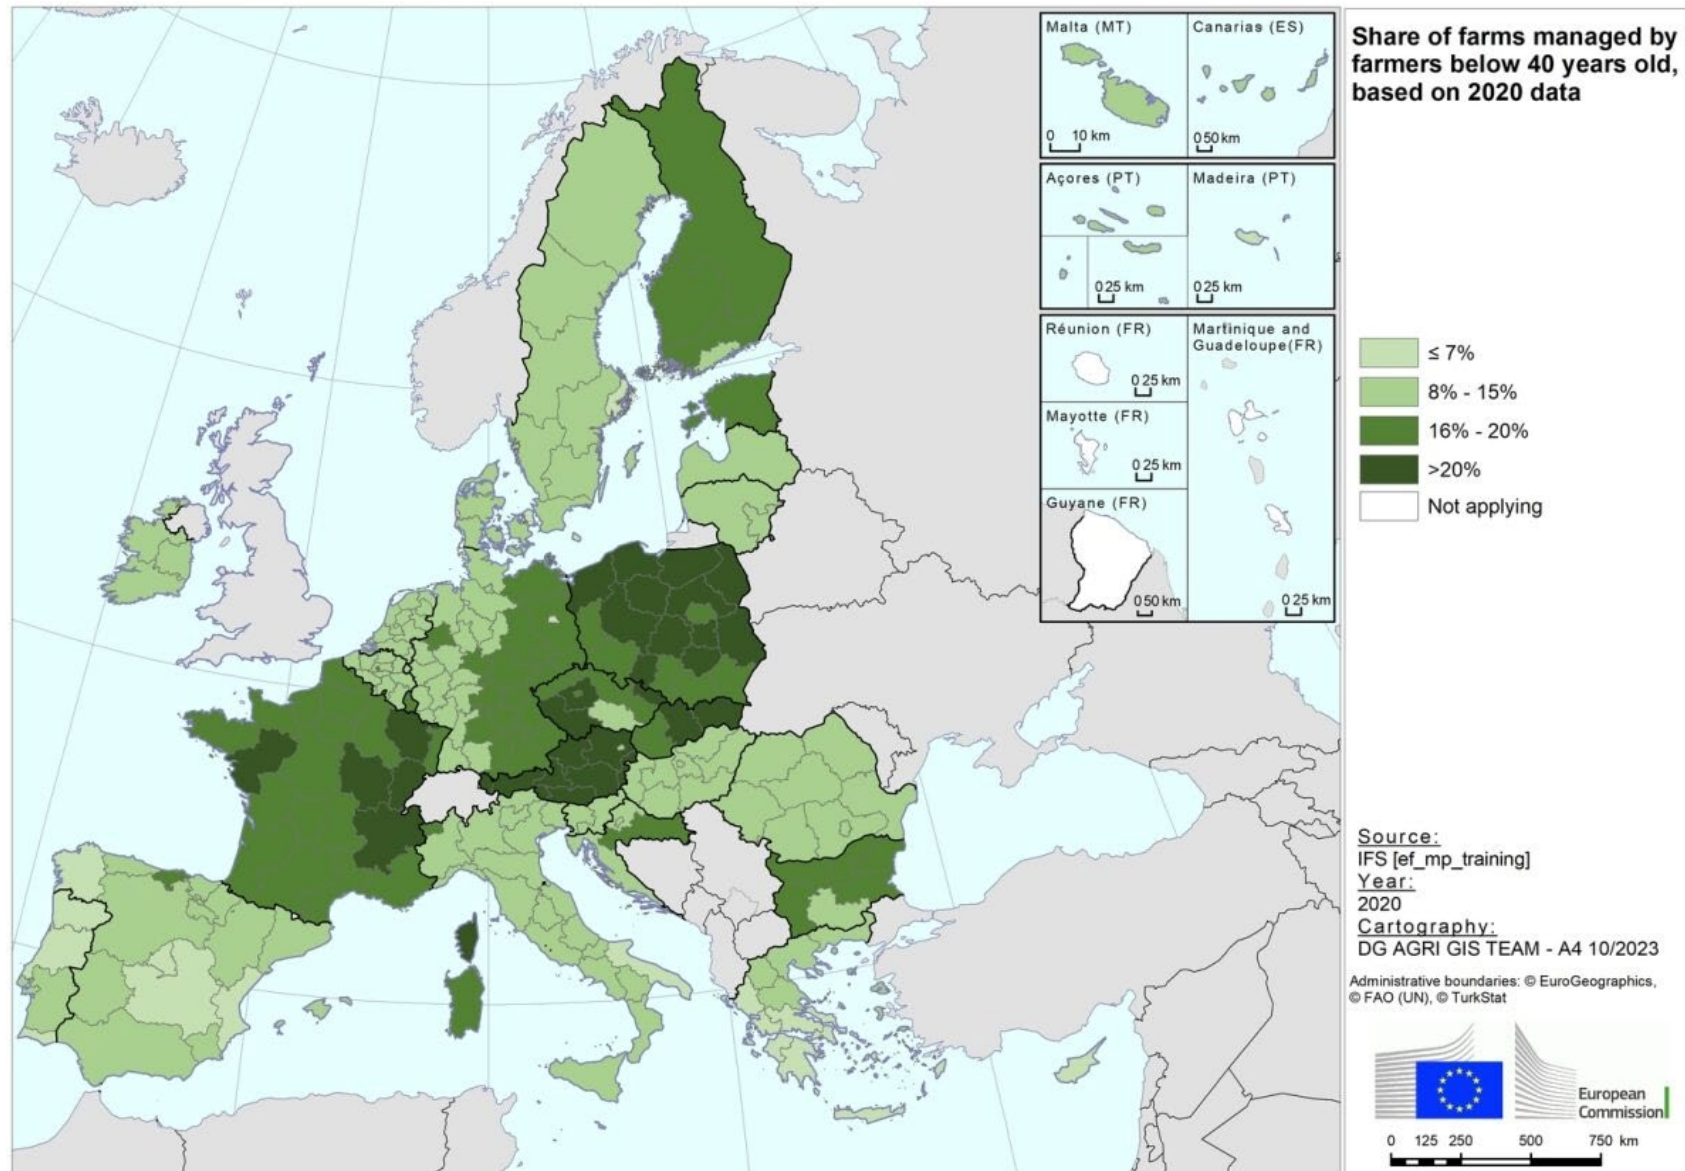 Share of farms managed by
farmers below 40 years old,
based on 2020 data
Malta (MT)
0 10 km
Canarias (ES)
0 50 km
Açores (PT)
0 25 km
Madeira (PT)
0 25 km
Réunion (FR)
0 25 km
Martinique and
Guadeloupe(FR)
0 25 km
Mayotte (FR)
0 25 km
Guyane (FR)
0 50 km
≤ 7%
8% - 15%
16% - 20%
>20%
Not applying
Source:
IFS [ef_mp_training]
Year:
2020
Cartography:
DG AGRI GIS TEAM - A4 10/2023
Administrative boundaries: © EuroGeographics,
© FAO (UN), © TurkStat
European
Commission
0 125 250 500 750 km